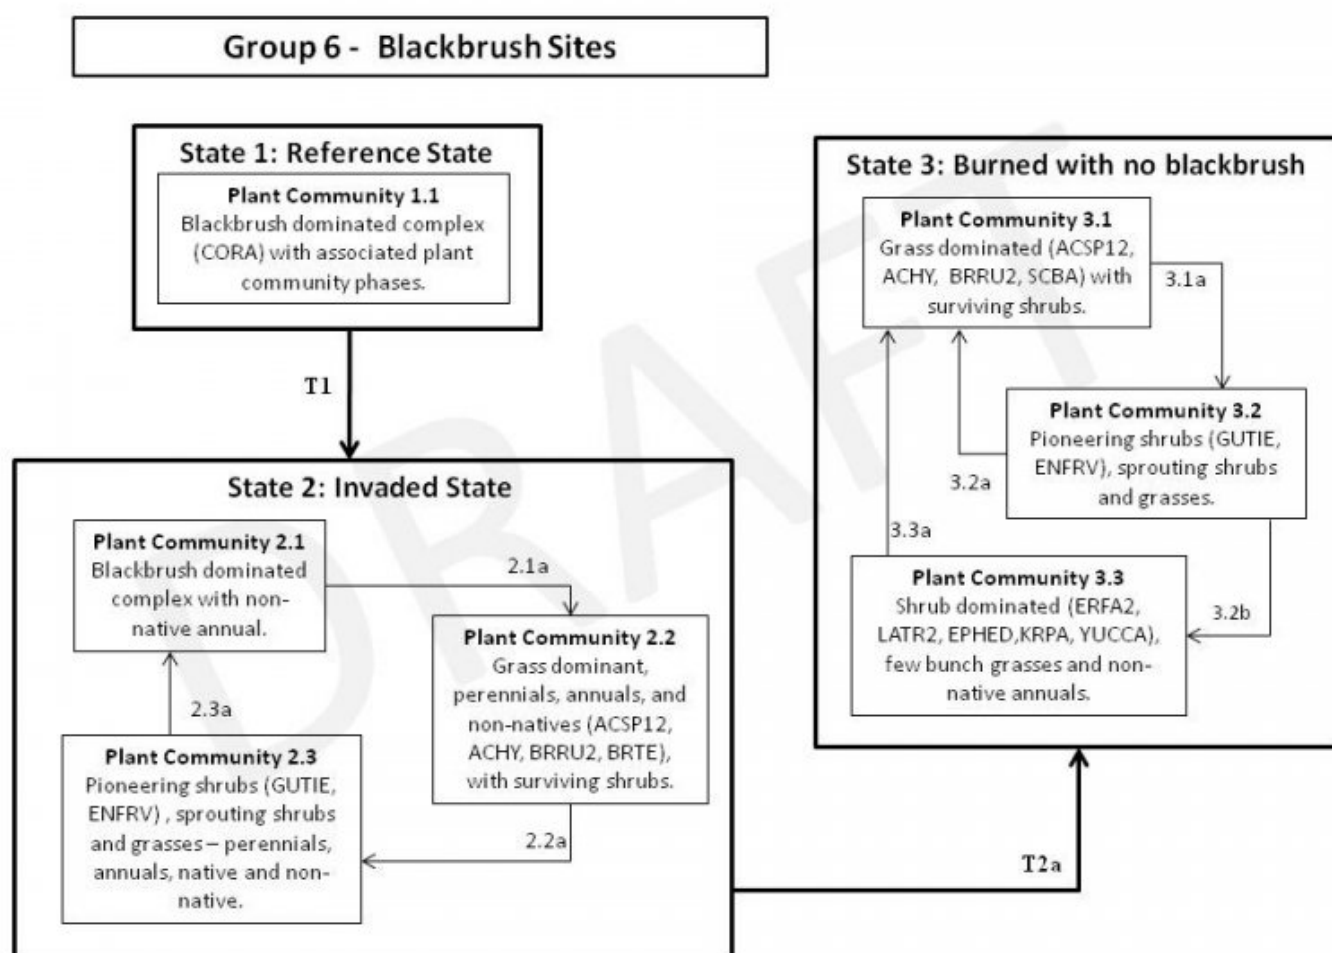 Group 6 - Blackbrush Sites
State 1: Reference State
Plant Community 1.1
Blackbrush dominated complex
(CORA) with associated plant
community phases.
T1
State 2: Invaded State
Plant Community 2.1
Blackbrush dominated
complex with non-
native annual.
2.1a
Plant Community 2.2
Grass dominant,
perennials, annuals, and
non-natives (ACSP12,
ACHY, BRRU2, BRTE),
with surviving shrubs.
2.2a
2.3a
Plant Community 2.3
Pioneering shrubs (GUTIE,
ENFRV) , sprouting shrubs
and grasses – perennials,
annuals, native and non-
native.
T2a
State 3: Burned with no blackbrush
Plant Community 3.1
Grass dominated (ACSP12,
ACHY, BRRU2, SCBA) with
surviving shrubs.
3.1a
Plant Community 3.2
Pioneering shrubs (GUTIE,
ENFRV), sprouting shrubs
and grasses.
3.2a
3.2b
3.3a
Plant Community 3.3
Shrub dominated (ERFA2,
LATR2, EPHED,KRPA, YUCCA),
few bunch grasses and non-
native annuals.
DRAFT